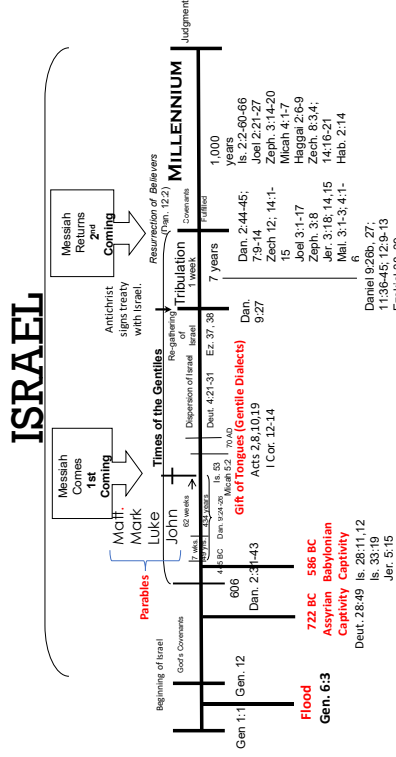 ISRAEL
Messiah
Comes
1st
Coming
Messiah
Returns
2nd
Coming
Matt.
Mark
Luke
John
Parables
Antichrist
signs treaty
with Israel.
Resurrection of Believers
(Dan. 12:2)
Times of the Gentiles
Re-gathering
of
Israel
Tribulation
1 week
Covenants
Fulfilled
MILLENNIUM
Judgment
Beginning of Israel
God's Covenants
7 wks.
49 yrs.
62 weeks
434 years
Dispersion of Israel
Gen 1:1
Gen. 12
Flood
Gen. 6:3
722 BC
Assyrian
Captivity
Deut. 28:49
586 BC
Babylonian
Captivity
Is. 28:11,12
Is. 33:19
Jer. 5:15
606
Dan. 2:31-43
445 BC
Dan. 9:24-26
Is. 53
Micah 5:2
70 AD
Deut. 4:21-31
Ez. 37, 38
Gift of Tongues (Gentile Dialects)
Acts 2,8,10,19
I Cor. 12-14
Dan.
9:27
7 years
Dan. 2:44-45;
7:9-14
Zech 12; 14:1-
15
Joel 3:1-17
Zeph. 3:8
Jer. 3:18; 14,15
Mal. 3:1-3; 4:1-
6
Daniel 9:26b, 27;
11:36-45; 12:9-13
1,000
years
Is. 2:2-60-66
Joel 2:21-27
Zeph. 3:14-20
Micah 4:1-7
Haggai 2:6-9
Zech. 8:3,4;
14:16-21
Hab. 2:14